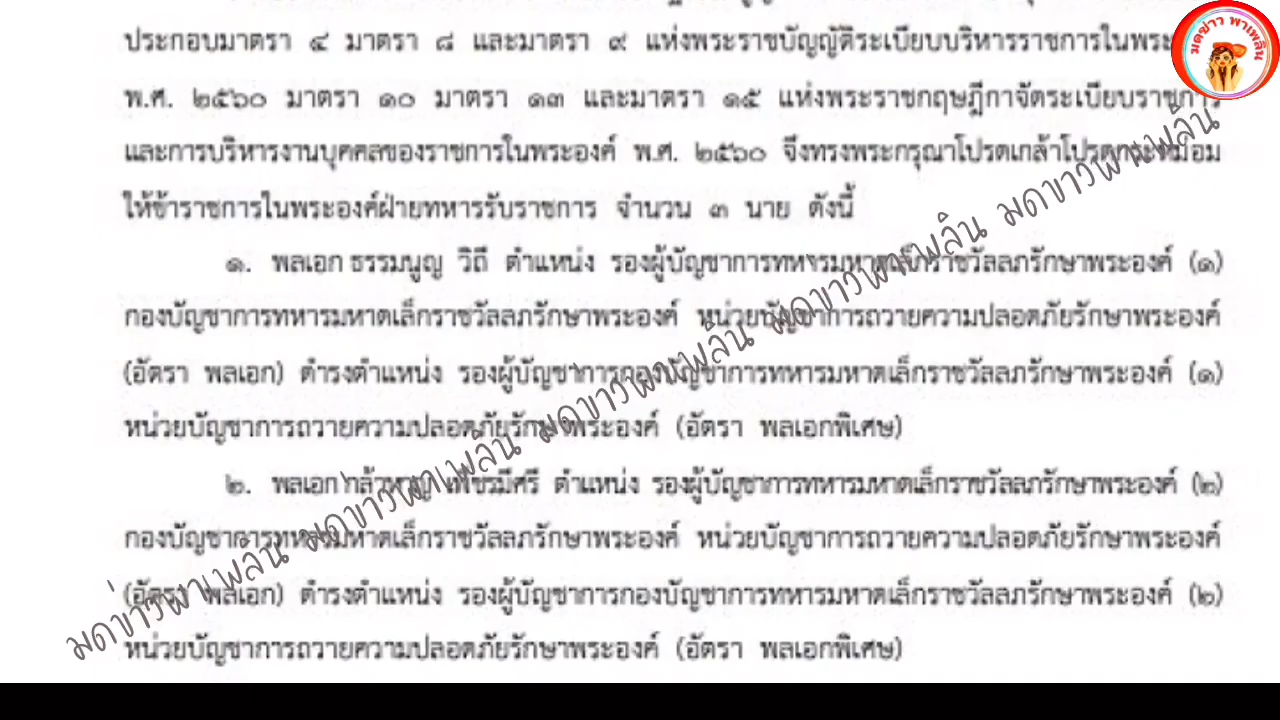 ประกอบมาตรา ๔ มาตรา ๘ และมาตรา ๙ แห่งพระราชบัญญัติระเบียบบริหารราชการในพระ
พ.ศ. ๒๕๖๐ มาตรา ๑๐ มาตรา ๑๓ และมาตรา ๑๕ แห่งพระราชกฤษฎีกาจัดระเบียบราชการ
และการบริหารงานบุคคลของราชการในพระองค์ พ.ศ. ๒๕๖๐ จึงทรงพระกรุณาโปรดเกล้าโปรดกระหม่อม
ให้ข้าราชการในพระองค์ฝ่ายทหารรับราชการ จำนวน ๓ นาย ดังนี้
๑. พลเอก ธรรมนูญ วิถี ตำแหน่ง รองผู้บัญชาการทหารมหาดเล็กราชวัลลภรักษาพระองค์ (๑)
กองบัญชาการทหารมหาดเล็กราชวัลลภรักษาพระองค์ หน่วยบัญชาการถวายความปลอดภัยรักษาพระองค์
(อัตรา พลเอก) ดำรงตำแหน่ง รองผู้บัญชาการกองบัญชาการทหารมหาดเล็กราชวัลลภรักษาพระองค์ (๑)
หน่วยบัญชาการถวายความปลอดภัยรักษาพระองค์ (อัตรา พลเอกพิเศษ)
๒. พลเอก ตำแหน่ง รองผู้บัญชาการทหารมหาดเล็กราชวัลลภรักษาพระองค์ (๒)
กองบัญชาการทหารมหาดเล็กราชวัลลภรักษาพระองค์ หน่วยบัญชาการถวายความปลอดภัยรักษาพระองค์
(อัตรา พลเอก) ดำรงตำแหน่ง รองผู้บัญชาการกองบัญชาการทหารมหาดเล็กราชวัลลภรักษาพระองค์ (๒)
หน่วยบัญชาการถวายความปลอดภัยรักษาพระองค์ (อัตรา พลเอกพิเศษ)
มดข่าวพาเพลิน มดข่าวพาเพลิน มดข่าวพาเพลิน มดข่าวพาเพลิน มดข่าวพาเพลิน
มดข่าว พาเพลิน